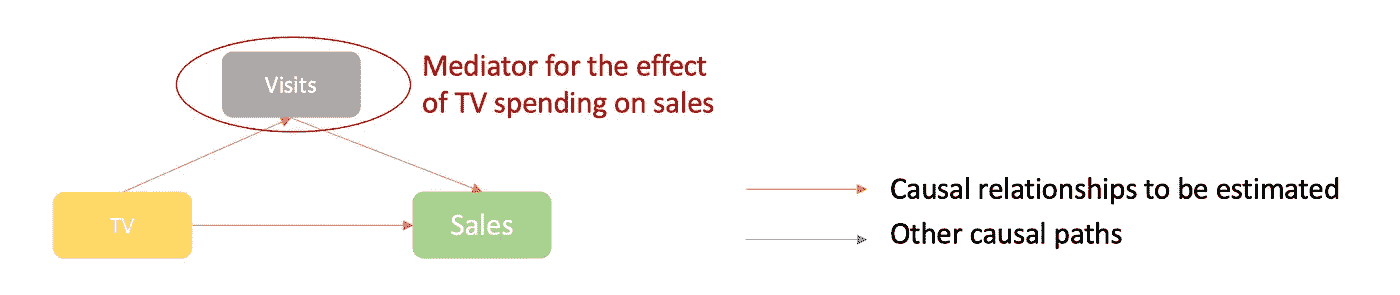 Visits
Mediator for the effect
of TV spending on sales
TV
Sales
Causal relationships to be estimated
Other causal paths